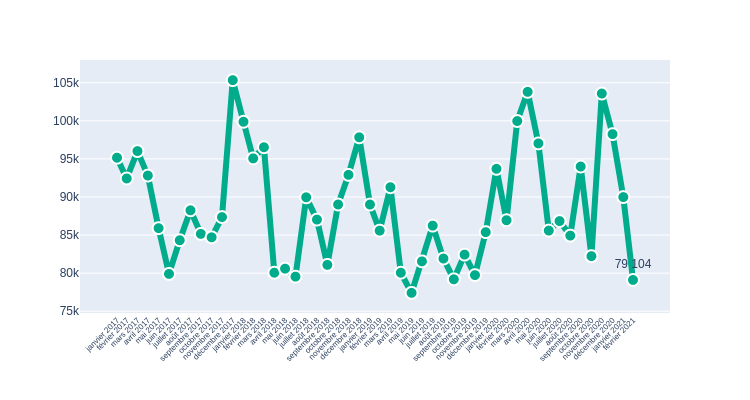 105k
100k
95k
90k
85k
80k
75k
79,104
janvier 2017
février 2017
mars 2017
avril 2017
mai 2017
juin 2017
juillet 2017
août 2017
septembre 2017
octobre 2017
novembre 2017
décembre 2017
janvier 2018
février 2018
mars 2018
avril 2018
mai 2018
juin 2018
juillet 2018
août 2018
septembre 2018
octobre 2018
novembre 2018
décembre 2018
janvier 2019
février 2019
mars 2019
avril 2019
mai 2019
juin 2019
juillet 2019
août 2019
septembre 2019
octobre 2019
novembre 2019
décembre 2019
janvier 2020
février 2020
mars 2020
avril 2020
mai 2020
juin 2020
juillet 2020
août 2020
septembre 2020
octobre 2020
novembre 2020
décembre 2020
janvier 2021
février 2021